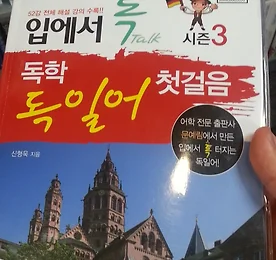 52강 전체 해설 강의 수록!!
입에서 톡
Talk
시즌 3
독학
독일어
첫걸음
어학 전문 출판사
문예림에서 만든
입에서 톡 터지는
독일어!
신형욱 지음